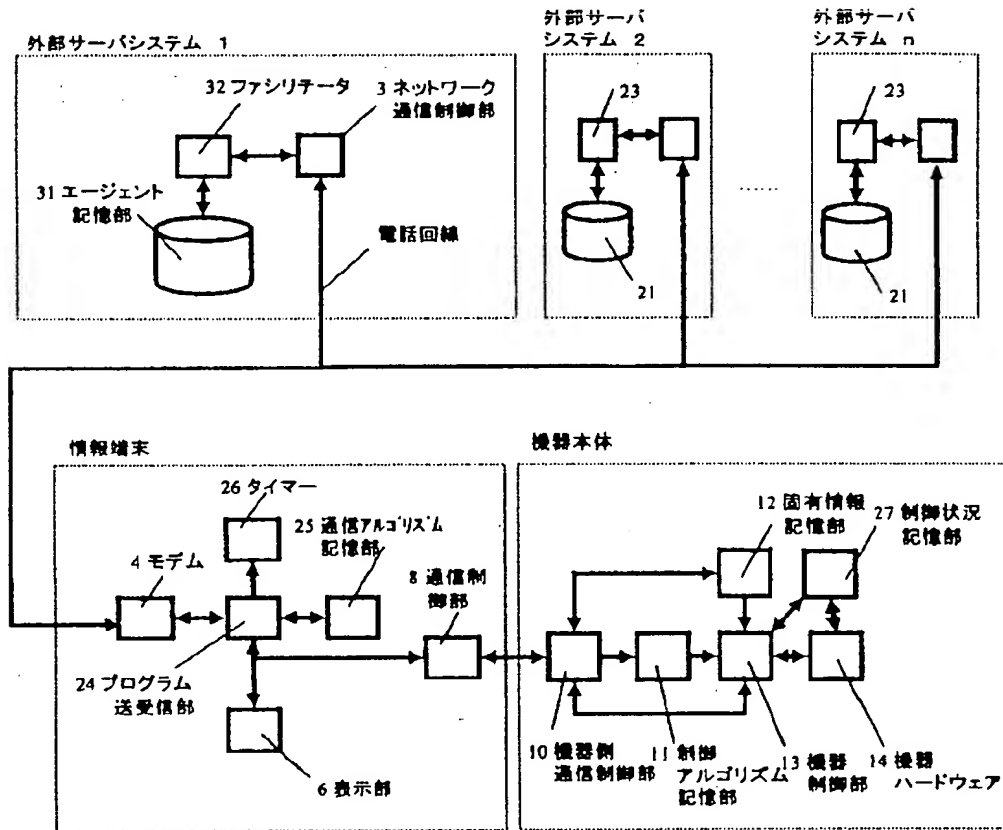 外部サーバシステム 1
32 ファシリテータ
3 ネットワーク
通信制御部
31 エージェント
記憶部
電話回線
外部サーバ
システム 2
23
21
……
外部サーバ
システム n
23
21
情報端末
26 タイマー
25 通信アルゴリズム
記憶部
4 モデム
8 通信制
御部
24 プログラム
送受信部
6 表示部
機器本体
12 固有情報
記憶部
27 制御状況
記憶部
10 機器側
通信制御部
11 制御
アルゴリズム
記憶部
13 機器
制御部
14 機器
ハードウェア